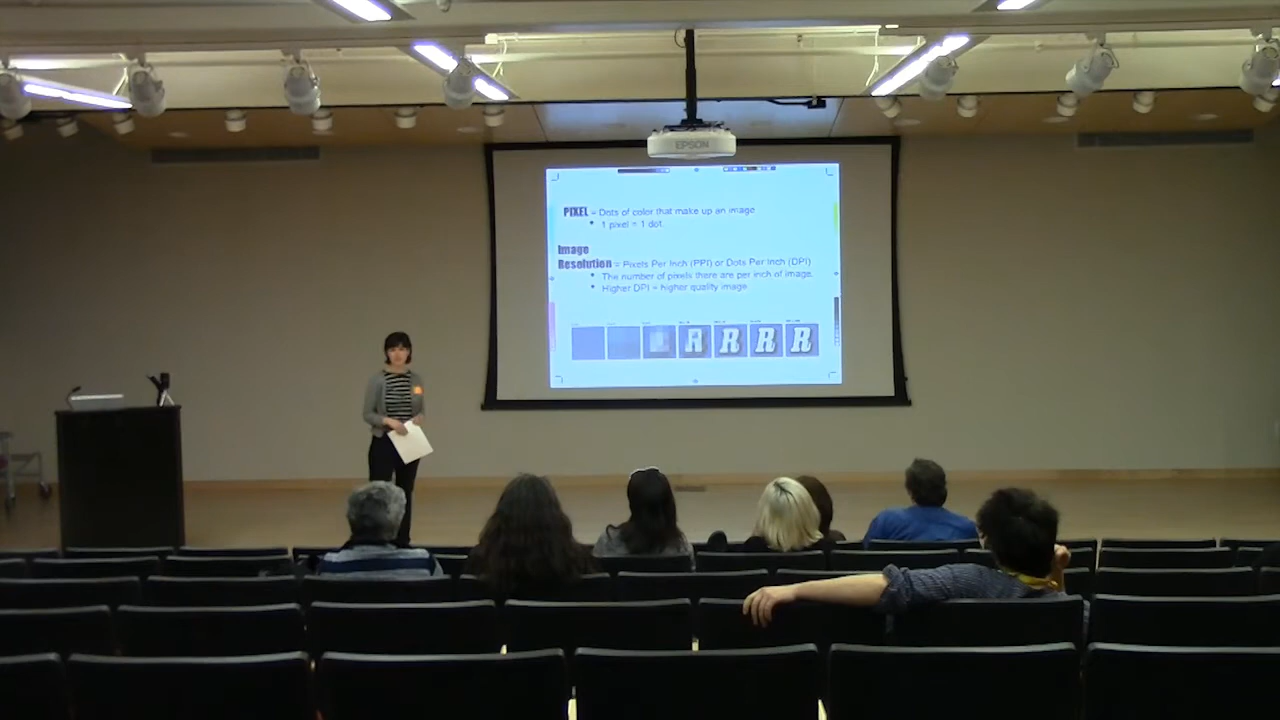 EPSON
PIXEL = Dots of color that make up an image
• 1 pixel = 1 dot.
Image
Resolution = Pixels Per Inch (PPI) or Dots Per Inch (DPI)
• The number of pixels there are per inch of image.
• Higher DPI = higher quality image
R R R R